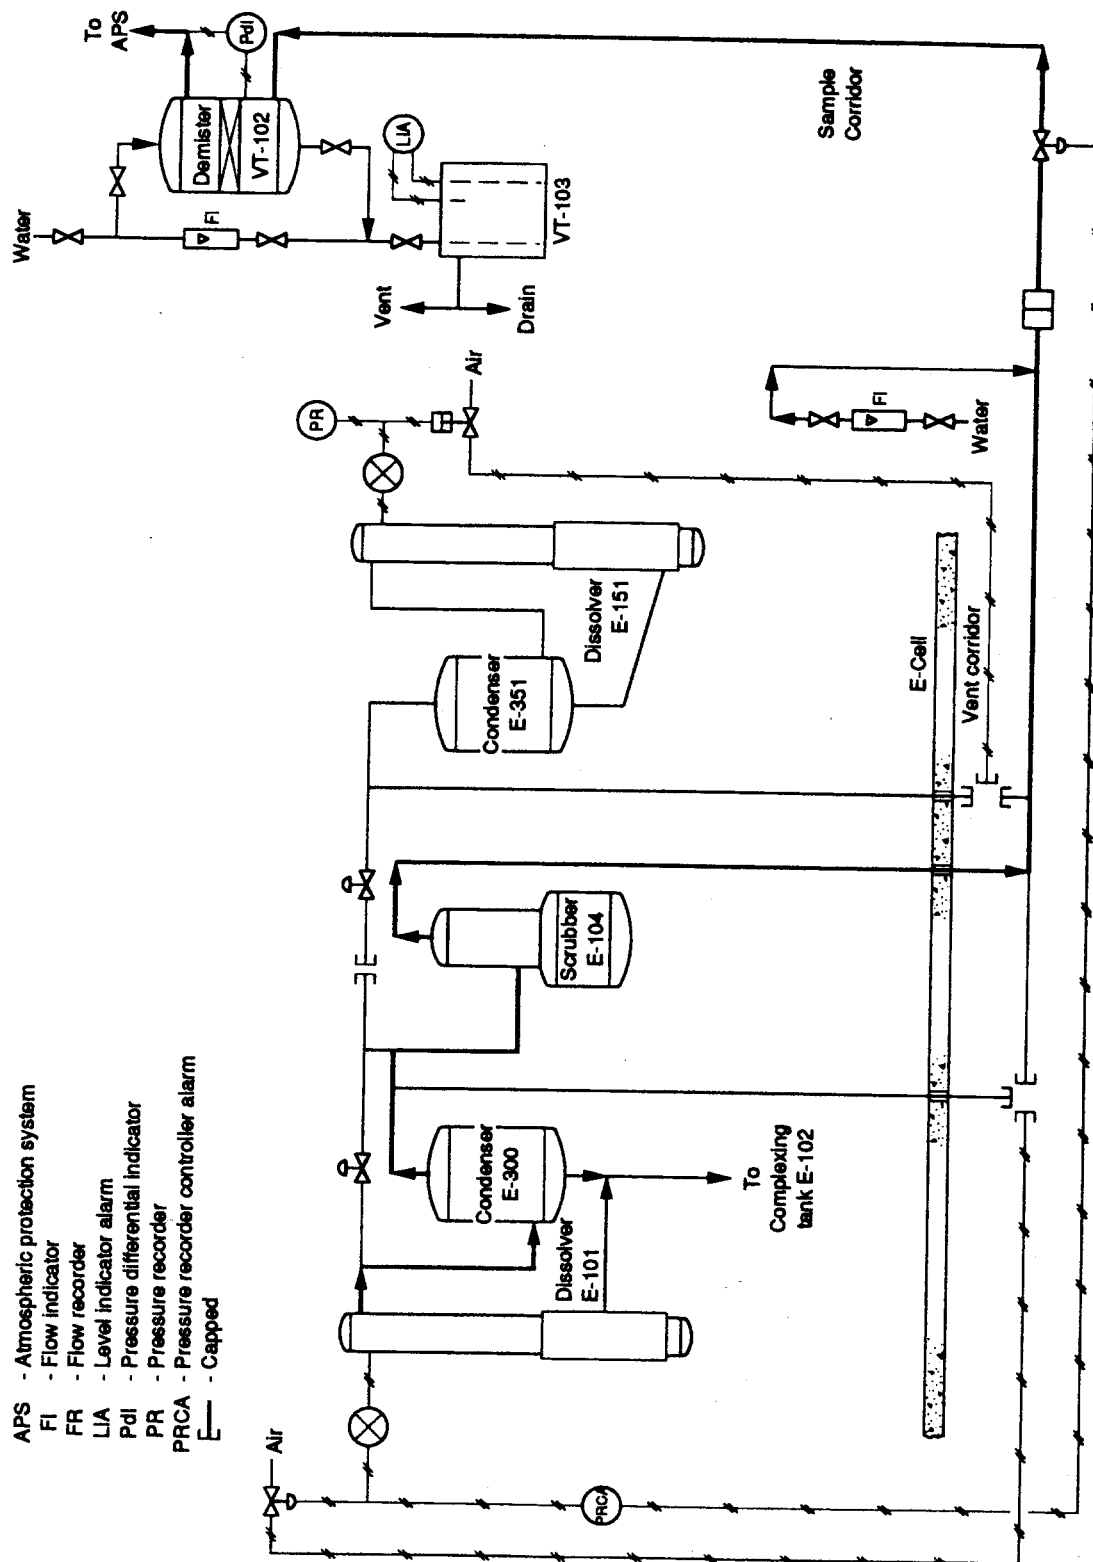 APS - Atmospheric protection system
FI - Flow indicator
FR - Flow recorder
LIA - Level indicator alarm
PdI - Pressure differential indicator
PR - Pressure recorder
PRCA - Pressure recorder controller alarm
- Capped
Air
PRCA
Dissolver
E-101
Condenser
E-300
To
Complexing
tank E-102
Scrubber
E-104
Condenser
E-351
Dissolver
E-151
PR
Air
E-Cell
Vent corridor
Water
FI
Vent
Drain
VT-103
LIA
Water
FI
Demister
VT-102
PdI
To
APS
Sample
Corridor